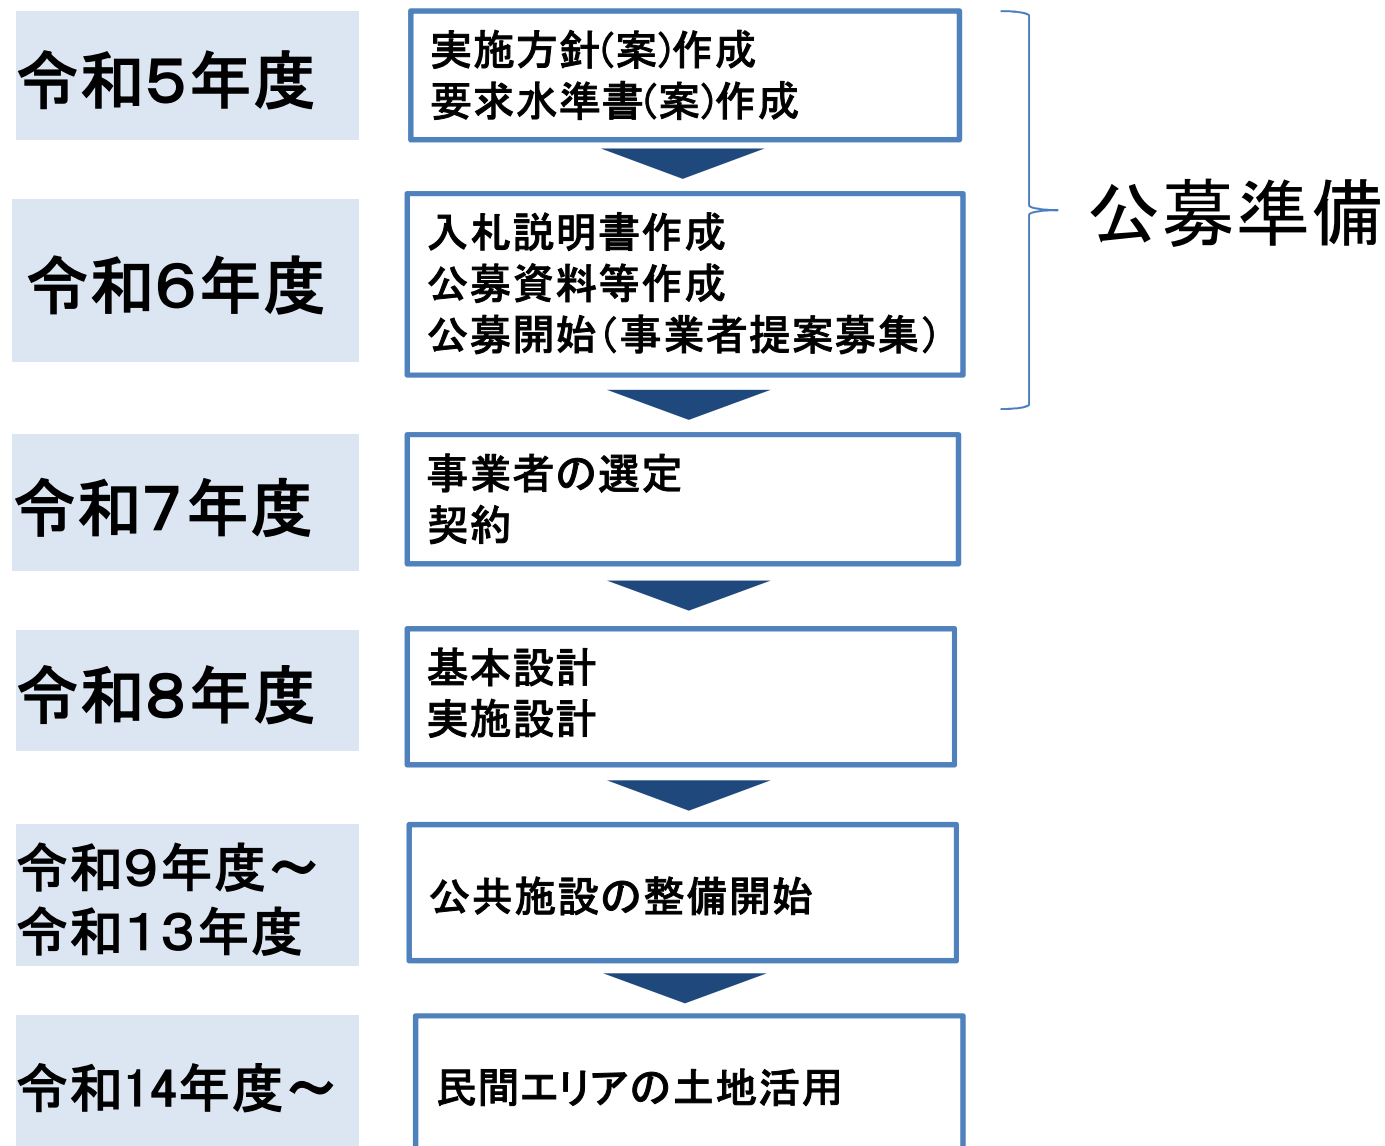 令和5年度
実施方針(案)作成
要求水準書(案)作成
令和6年度
入札説明書作成
公募資料等作成
公募開始(事業者提案募集)
公募準備
令和7年度
事業者の選定
契約
令和8年度
基本設計
実施設計
令和9年度~
令和13年度
公共施設の整備開始
令和14年度~
民間エリアの土地活用